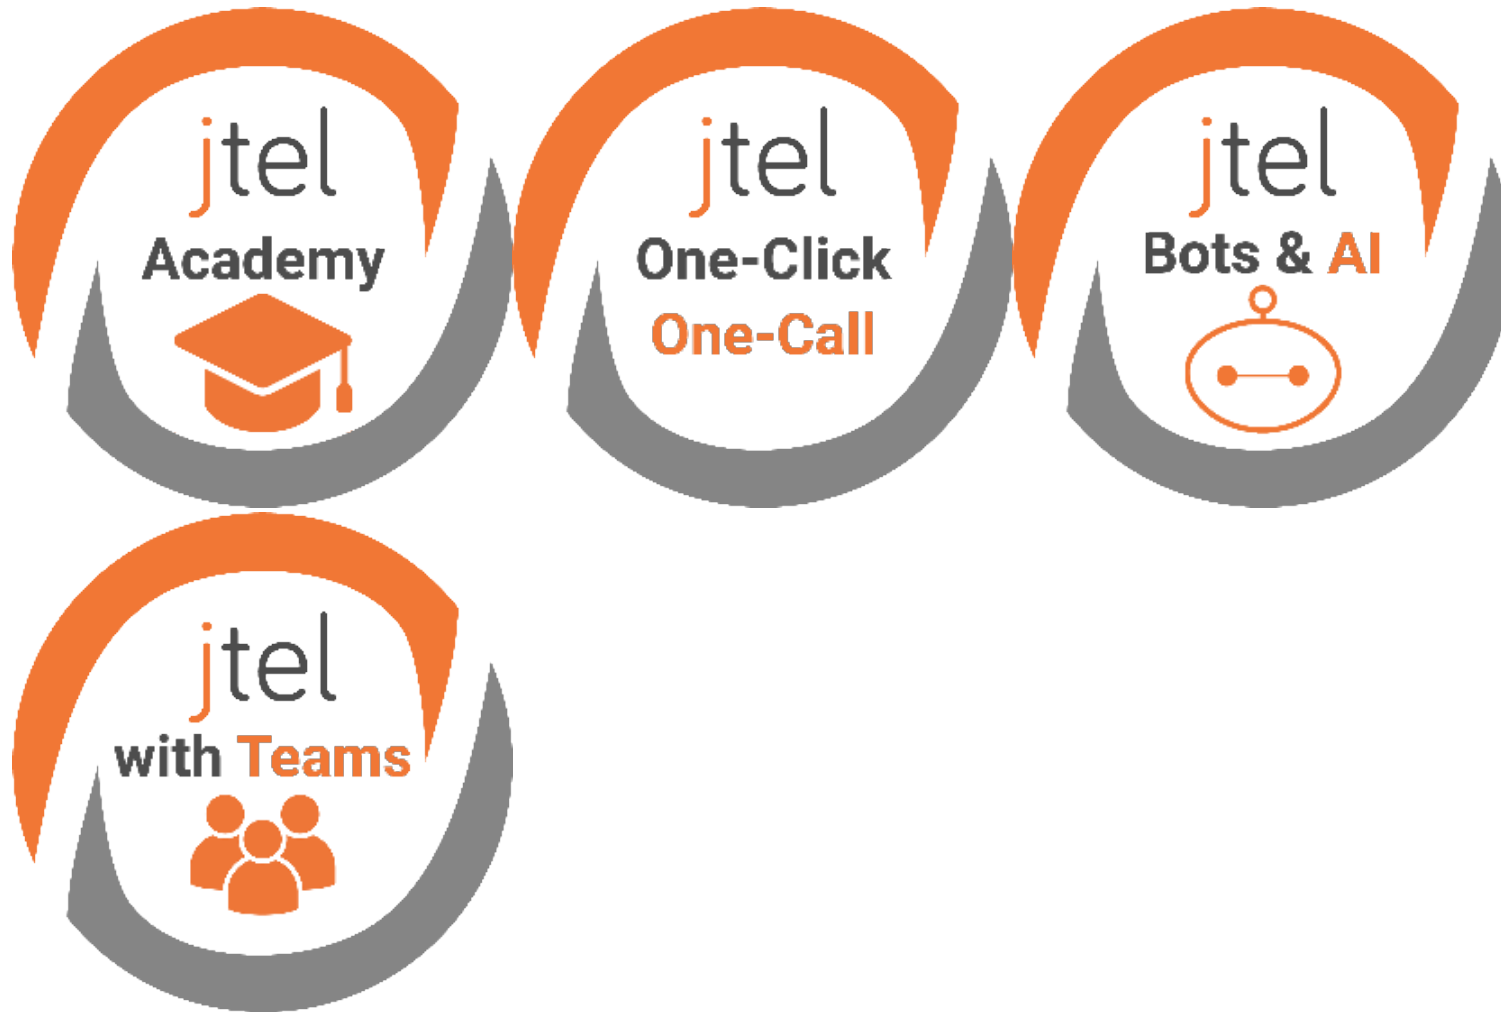 jtel
Academy
jtel
One-Click
One-Call
jtel
Bots & AI
jtel
with Teams